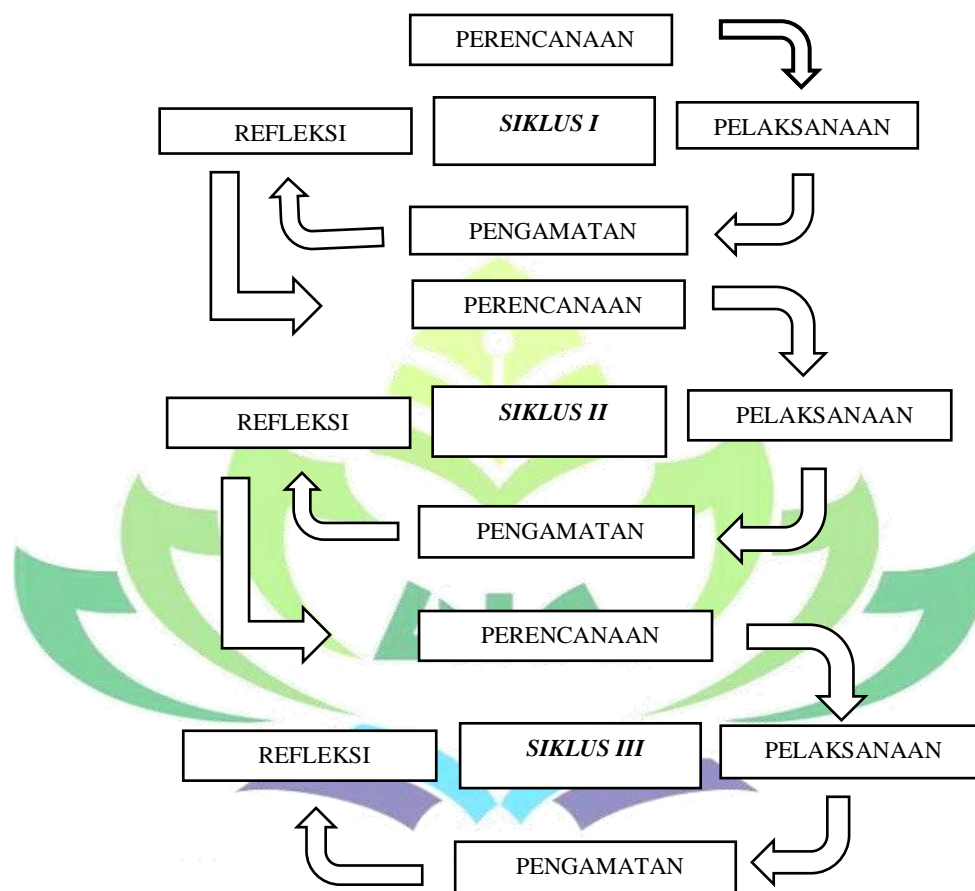 PERENCANAAN
REFLEKSI
SIKLUS I
PELAKSANAAN
PENGAMATAN
PERENCANAAN
REFLEKSI
SIKLUS II
PELAKSANAAN
PENGAMATAN
PERENCANAAN
REFLEKSI
SIKLUS III
PELAKSANAAN
PENGAMATAN